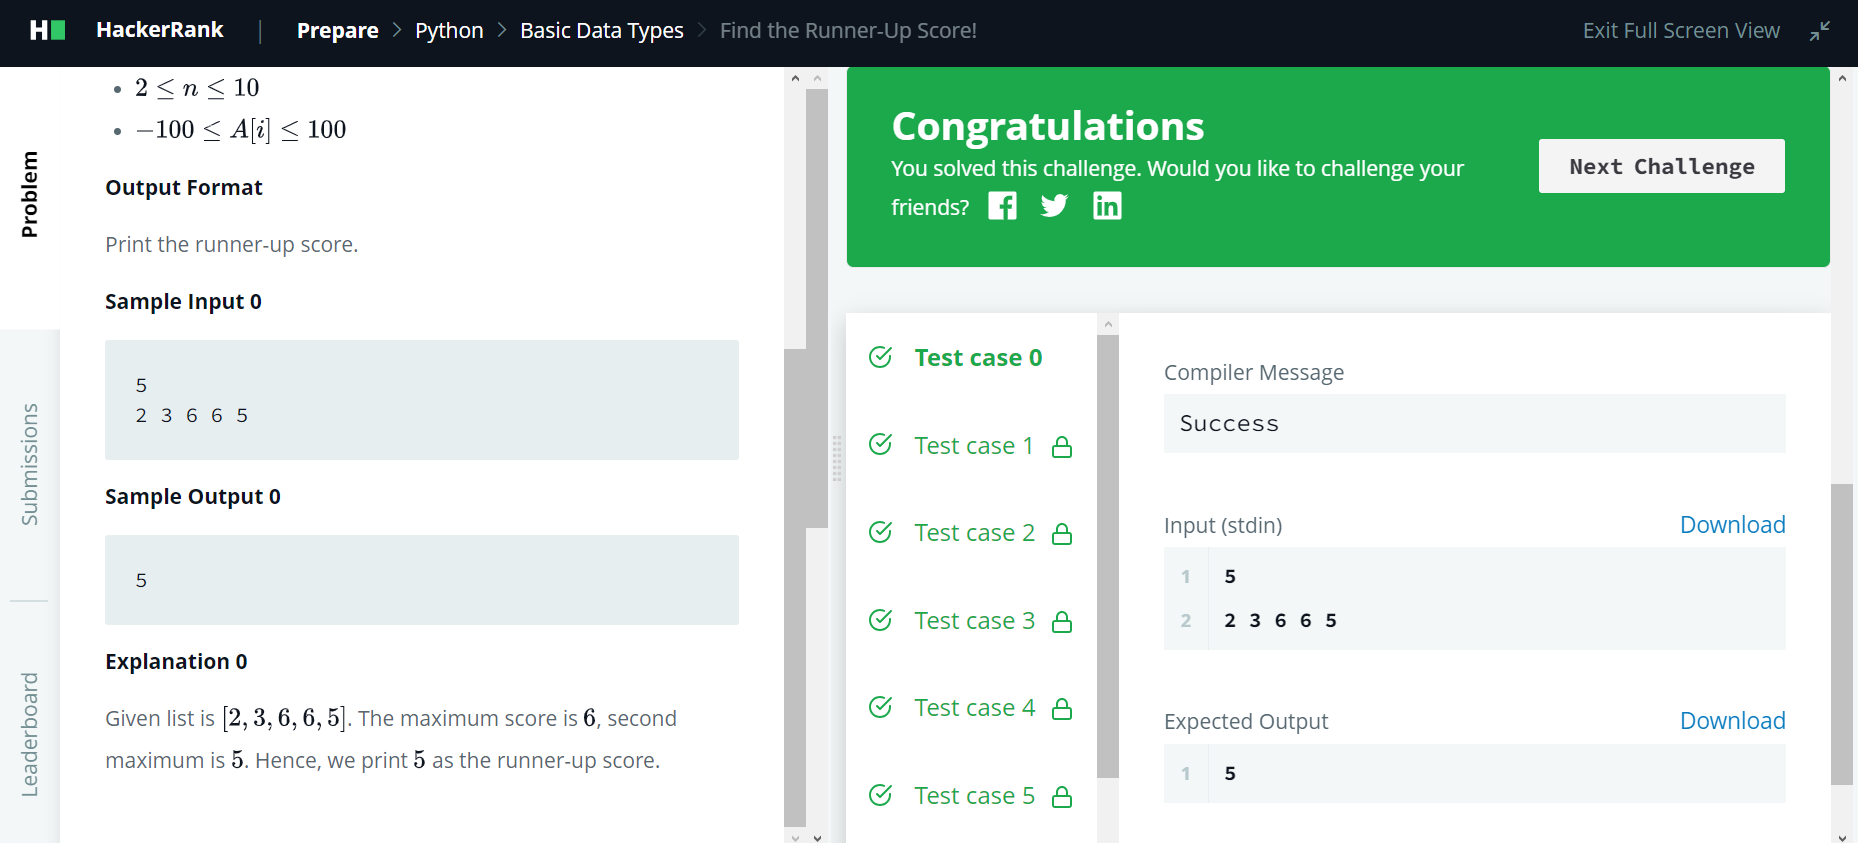 H HackerRank | Prepare > Python > Basic Data Types > Find the Runner-Up Score! Exit Full Screen View
Problem
Submissions
Leaderboard
• 2 ≤ n ≤ 10
• −100 ≤ A[i] ≤ 100
Output Format
Print the runner-up score.
Sample Input 0
5
2 3 6 6 5
Sample Output 0
5
Explanation 0
Given list is [2, 3, 6, 6, 5]. The maximum score is 6, second
maximum is 5. Hence, we print 5 as the runner-up score.
Congratulations
You solved this challenge. Would you like to challenge your
friends?
Next Challenge
Test case 0
Test case 1
Test case 2
Test case 3
Test case 4
Test case 5
Compiler Message
Success
Input (stdin) Download
1 5
2 2 3 6 6 5
Expected Output Download
1 5